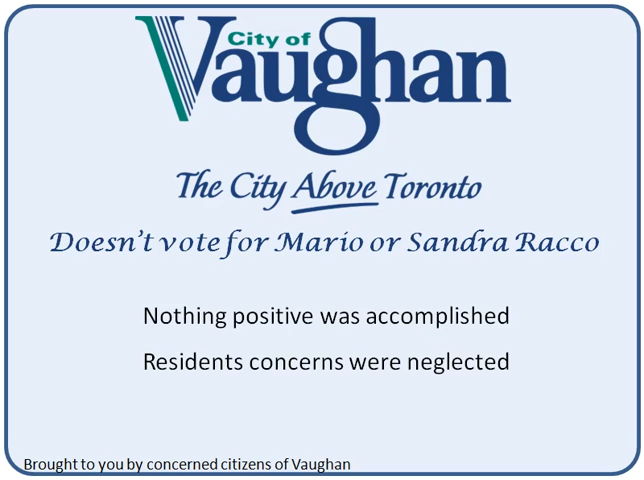 City of
Vaughan
The City Above Toronto
Doesn't vote for Mario or Sandra Racco
Nothing positive was accomplished
Residents concerns were neglected
Brought to you by concerned citizens of Vaughan